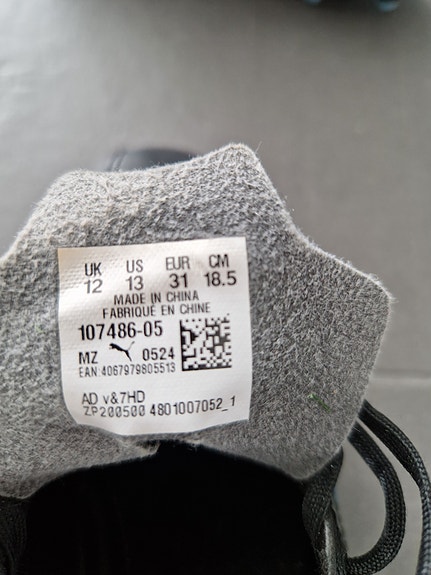 UK US EUR CM
12 13 31 18.5
MADE IN CHINA
FABRIQUÉ EN CHINE
107486-05
MZ 0524
EAN 4067979805513
AD v&7HD
ZP200500 4801007052_1